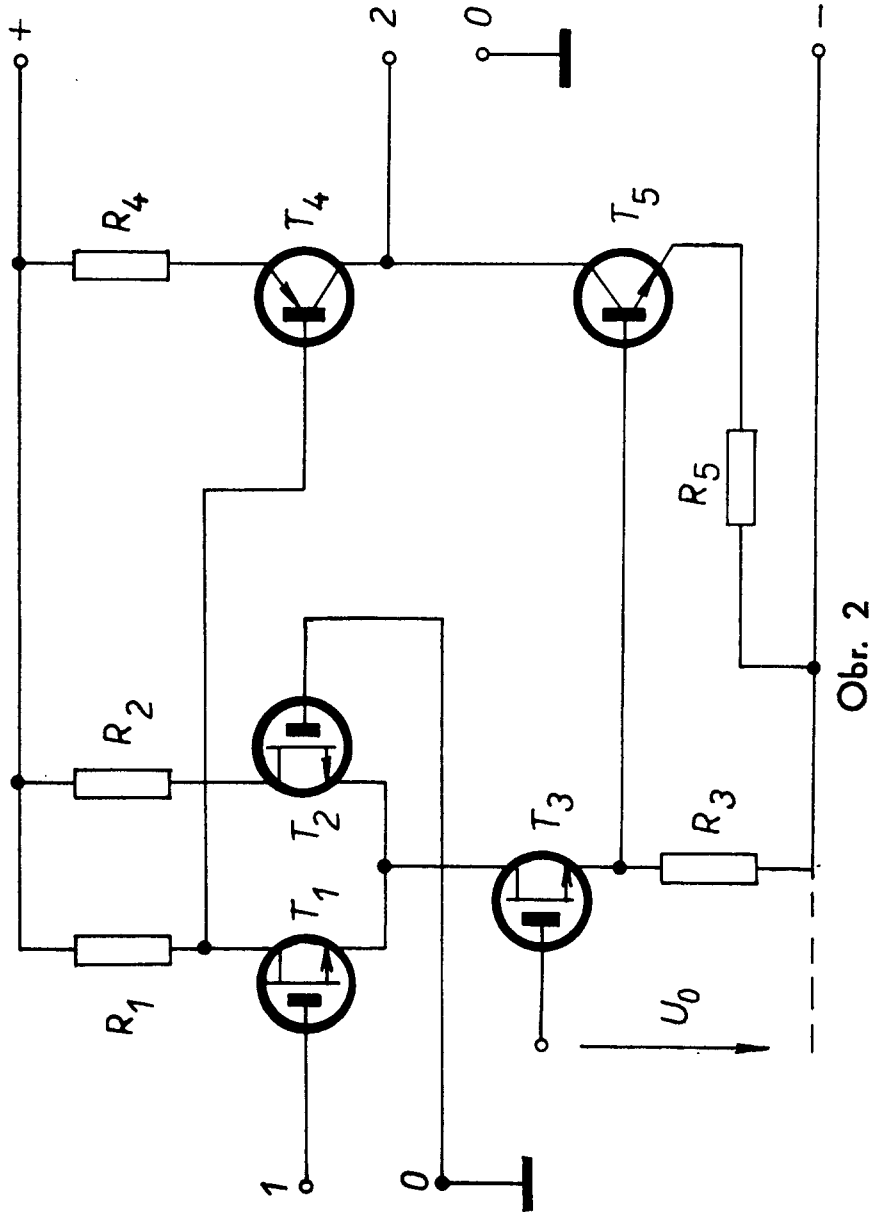 +
R₁
R₂
R₄
T₁
T₂
T₄
1
2
0
0
T₃
T₅
U₀
R₃
R₅
−
Obr. 2